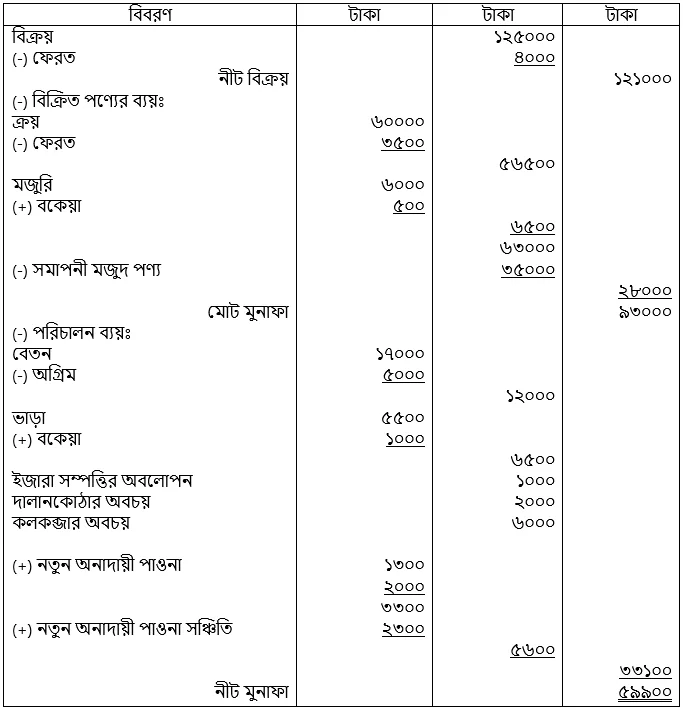 বিবরণ টাকা টাকা টাকা
বিক্রয় ১২৫০০০
(-) ফেরত ৪০০০
নীট বিক্রয় ১২১০০০
(-) বিক্রিত পণ্যের ব্যয়ঃ
ক্রয় ৬০০০০
(-) ফেরত ৩৫০০
৫৬৫০০
মজুরি ৬০০০
(+) বকেয়া ৫০০
৬৫০০
৬৩০০০
(-) সমাপনী মজুদ পণ্য ৩৫০০০
২৮০০০
মোট মুনাফা ৯৩০০০
(-) পরিচালন ব্যয়ঃ
বেতন ১৭০০০
(-) অগ্রিম ৫০০০
১২০০০
ভাড়া ৫৫০০
(+) বকেয়া ১০০০
৬৫০০
ইজারা সম্পত্তির অবলোপন ১০০০
দালানকোঠার অবচয় ২০০০
কলকব্জার অবচয় ৬০০০
(+) নতুন অনাদায়ী পাওনা ১৩০০
২০০০
৩৩০০
(+) নতুন অনাদায়ী পাওনা সঞ্চিতি ২৩০০
৫৬০০
৩৩১০০
নীট মুনাফা ৫৯৯০০